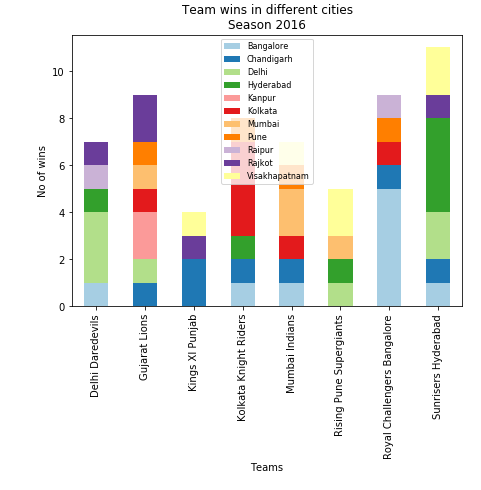 Team wins in different cities
Season 2016
No of wins
10
8
6
4
2
0
Bangalore
Chandigarh
Delhi
Hyderabad
Kanpur
Kolkata
Mumbai
Pune
Raipur
Rajkot
Visakhapatnam
Delhi Daredevils
Gujarat Lions
Kings XI Punjab
Kolkata Knight Riders
Mumbai Indians
Rising Pune Supergiants
Royal Challengers Bangalore
Sunrisers Hyderabad
Teams